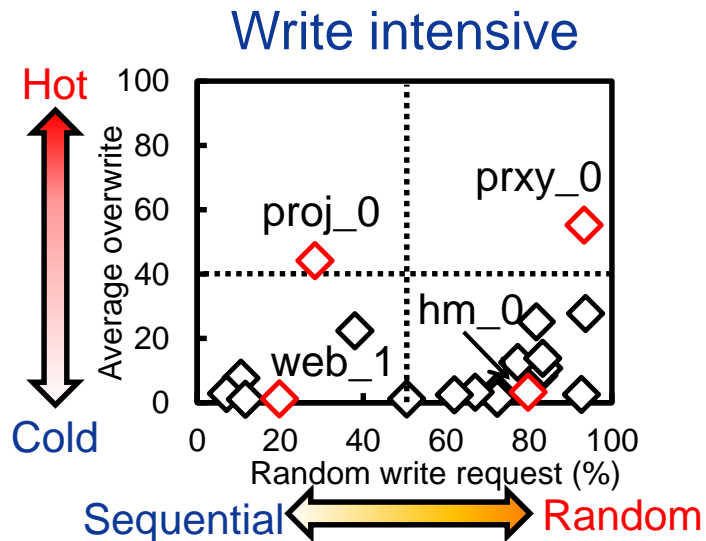 Write intensive
Hot
Cold
Average overwrite
100
80
60
40
20
0
prxy_0
proj_0
hm_0
web_1
0 20 40 60 80 100
Random write request (%)
Sequential
Random